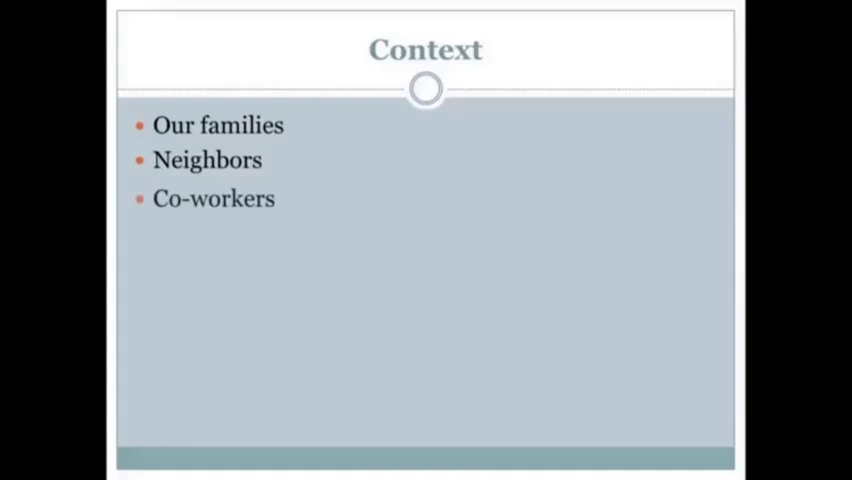 Context
• Our families
• Neighbors
• Co-workers